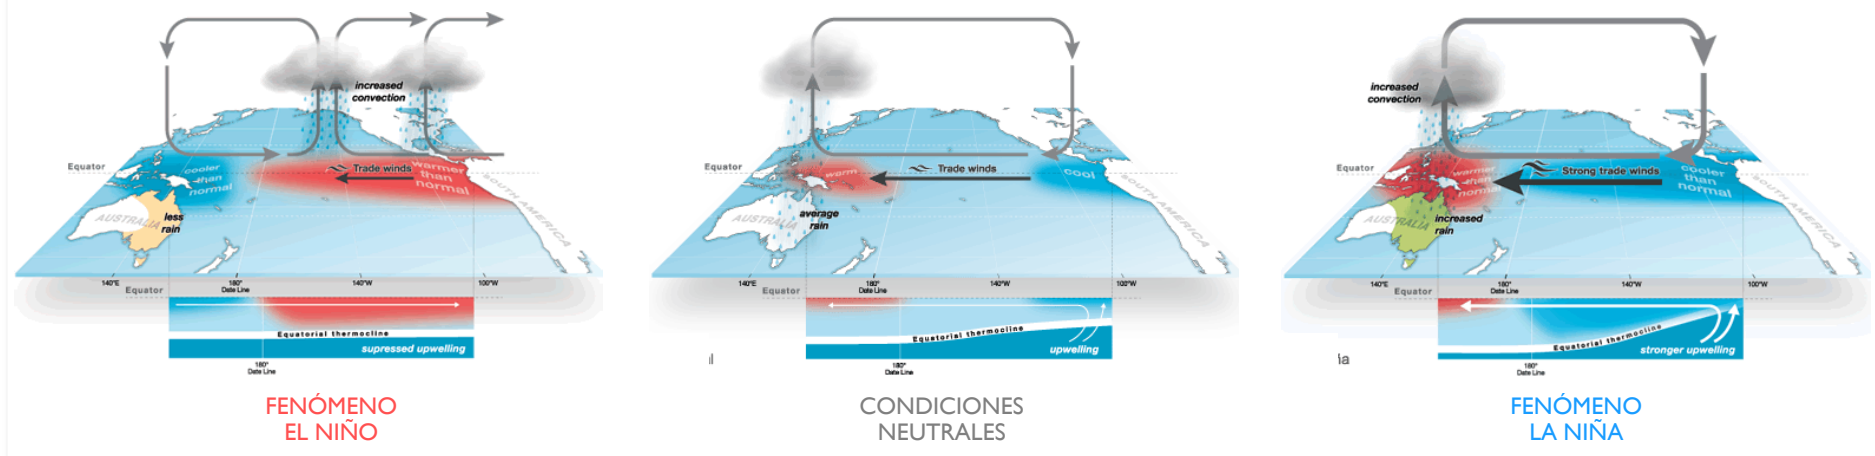 increased
convection
Equator
cooler
than
normal
Trade winds
warmer
than
normal
AUSTRALIA
less
rain
SOUTH AMERICA
140°E
180°
Date Line
140°W
100°W
Equator
Equatorial thermocline
supressed upwelling
180°
Date Line
FENÓMENO
EL NIÑO
Equator
warm
Trade winds
cool
AUSTRALIA
average
rain
SOUTH AMERICA
140°E
180°
Date Line
140°W
100°W
Equator
Equatorial thermocline
upwelling
180°
Date Line
CONDICIONES
NEUTRALES
increased
convection
Equator
warmer
than
normal
Strong trade winds
cooler
than
normal
AUSTRALIA
increased
rain
SOUTH AMERICA
140°E
180°
Date Line
140°W
100°W
Equator
Equatorial thermocline
stronger upwelling
180°
Date Line
ña
FENÓMENO
LA NIÑA